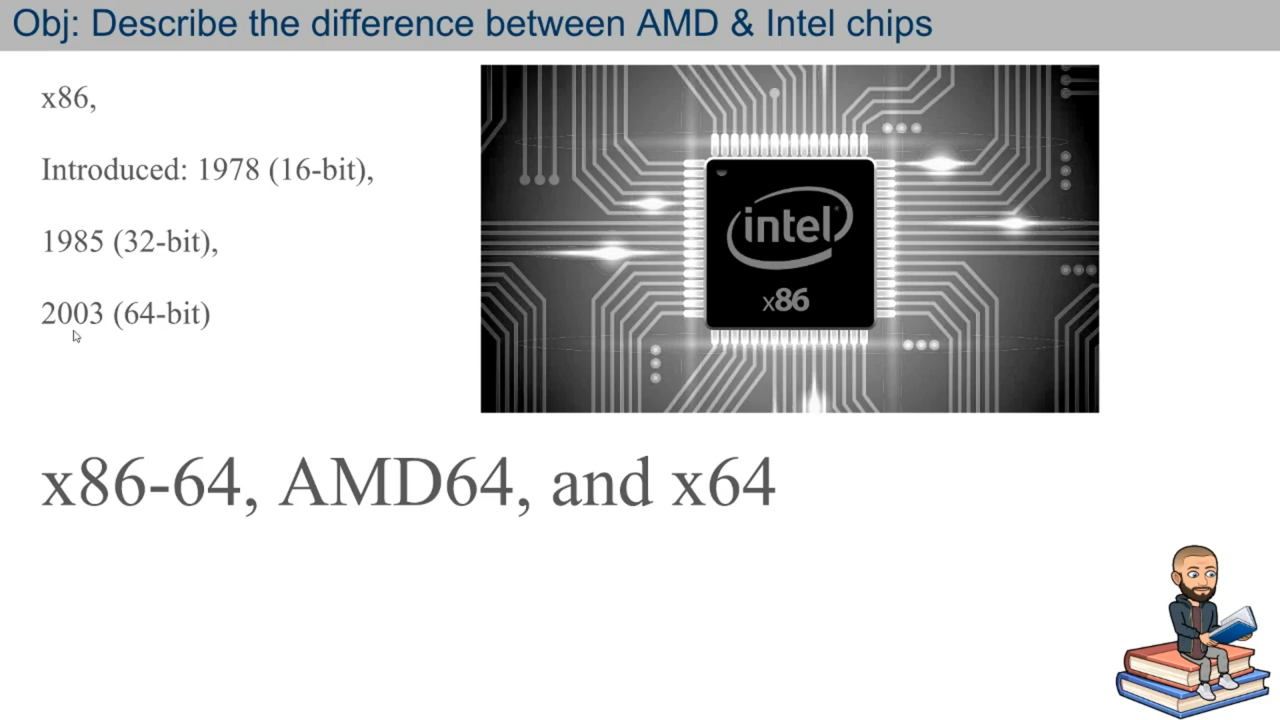 Obj: Describe the difference between AMD & Intel chips
x86,
Introduced: 1978 (16-bit),
1985 (32-bit),
2003 (64-bit)
intel
x86
x86-64, AMD64, and x64